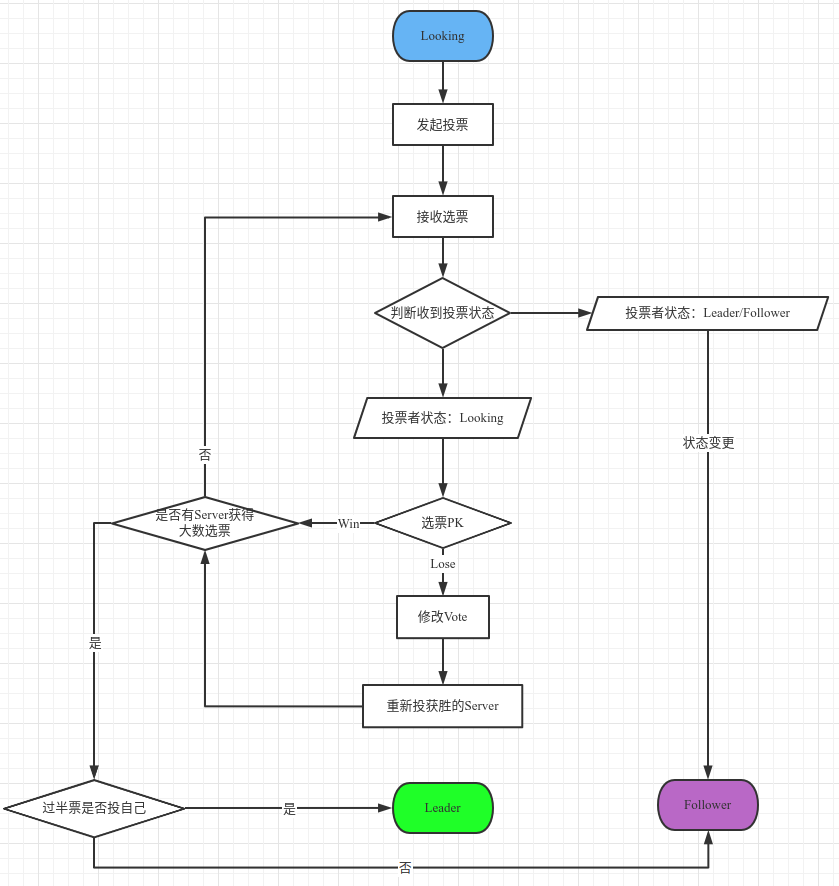 Looking
发起投票
接收选票
判断收到投票状态
投票者状态：Leader/Follower
投票者状态：Looking
状态变更
否
是否有Server获得
大数选票
Win
选票PK
Lose
修改Vote
是
重新投获胜的Server
过半票是否投自己
是
Leader
Follower
否